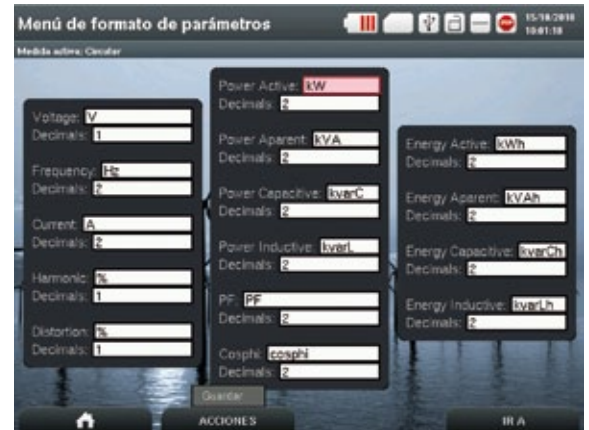 Menú de formato de parámetros
15/10/2010
10:01:10
Medida activa: Circular
Voltage: V
Decimals: 1
Frequency: Hz
Decimals: 2
Current: A
Decimals: 2
Harmonic: %
Decimals: 1
Distortion: %
Decimals: 1
Power Active: kW
Decimals: 2
Power Aparent: kVA
Decimals: 2
Power Capacitive: kvarC
Decimals: 2
Power Inductive: kvarL
Decimals: 2
PF: PF
Decimals: 2
Cosphi: cosphi
Decimals: 2
Energy Active: kWh
Decimals: 2
Energy Aparent: kVAh
Decimals: 2
Energy Capacitive: kvarCh
Decimals: 2
Energy Inductive: kvarLh
Decimals: 2
Guardar
ACCIONES
IR A